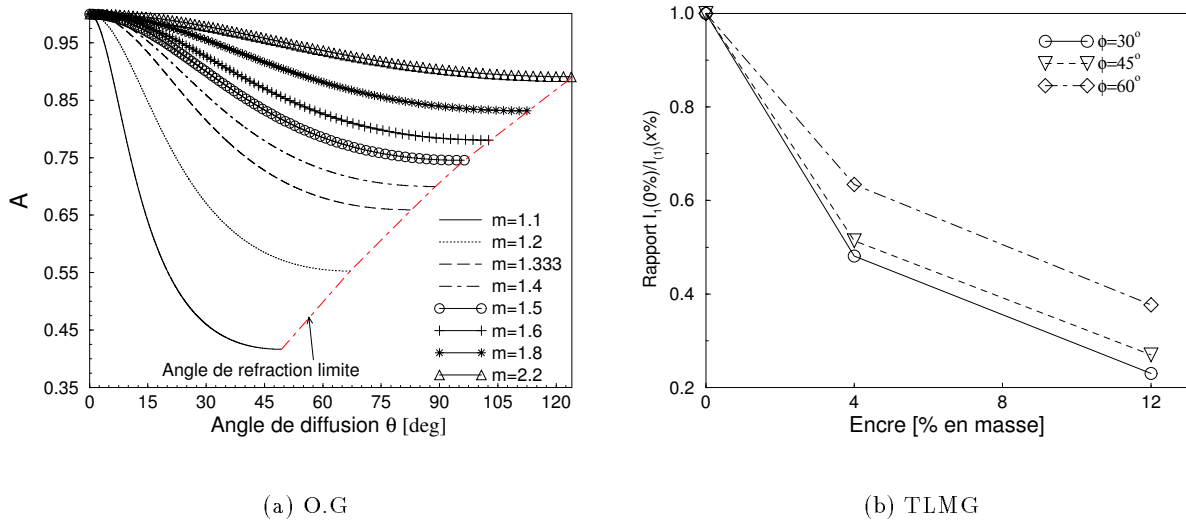 0.95
0.85
0.75
0.65
0.55
0.45
0.35
A
0 15 30 45 60 75 90 105 120
Angle de diffusion θ [deg]
m=1.1
m=1.2
m=1.333
m=1.4
m=1.5
m=1.6
m=1.8
m=2.2
Angle de refraction limite
(a) O.G
1.0
0.8
0.6
0.4
0.2
Rapport I₁(0%)/I₍₁₎(x%)
0 4 8 12
Encre [% en masse]
ϕ=30°
ϕ=45°
ϕ=60°
(b) TLMG